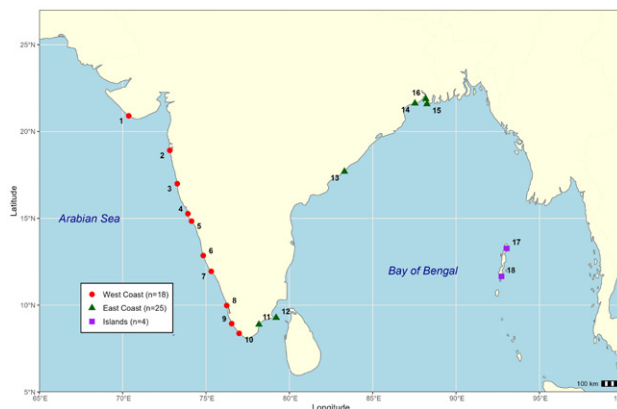 25°N
20°N
15°N
10°N
5°N
Latitude
65°E
70°E
75°E
80°E
85°E
90°E
95°E
Longitude
Arabian Sea
Bay of Bengal
1
2
3
4
5
6
7
8
9
10
11
12
13
14
15
16
17
18
West Coast (n=18)
East Coast (n=25)
Islands (n=4)
100 km